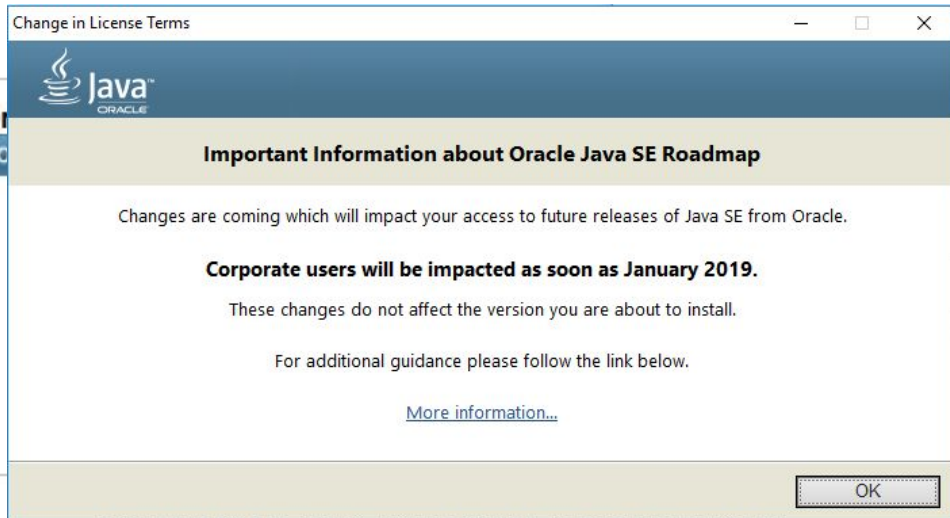 Change in License Terms
Java™
ORACLE
Important Information about Oracle Java SE Roadmap
Changes are coming which will impact your access to future releases of Java SE from Oracle.
Corporate users will be impacted as soon as January 2019.
These changes do not affect the version you are about to install.
For additional guidance please follow the link below.
More information...
OK